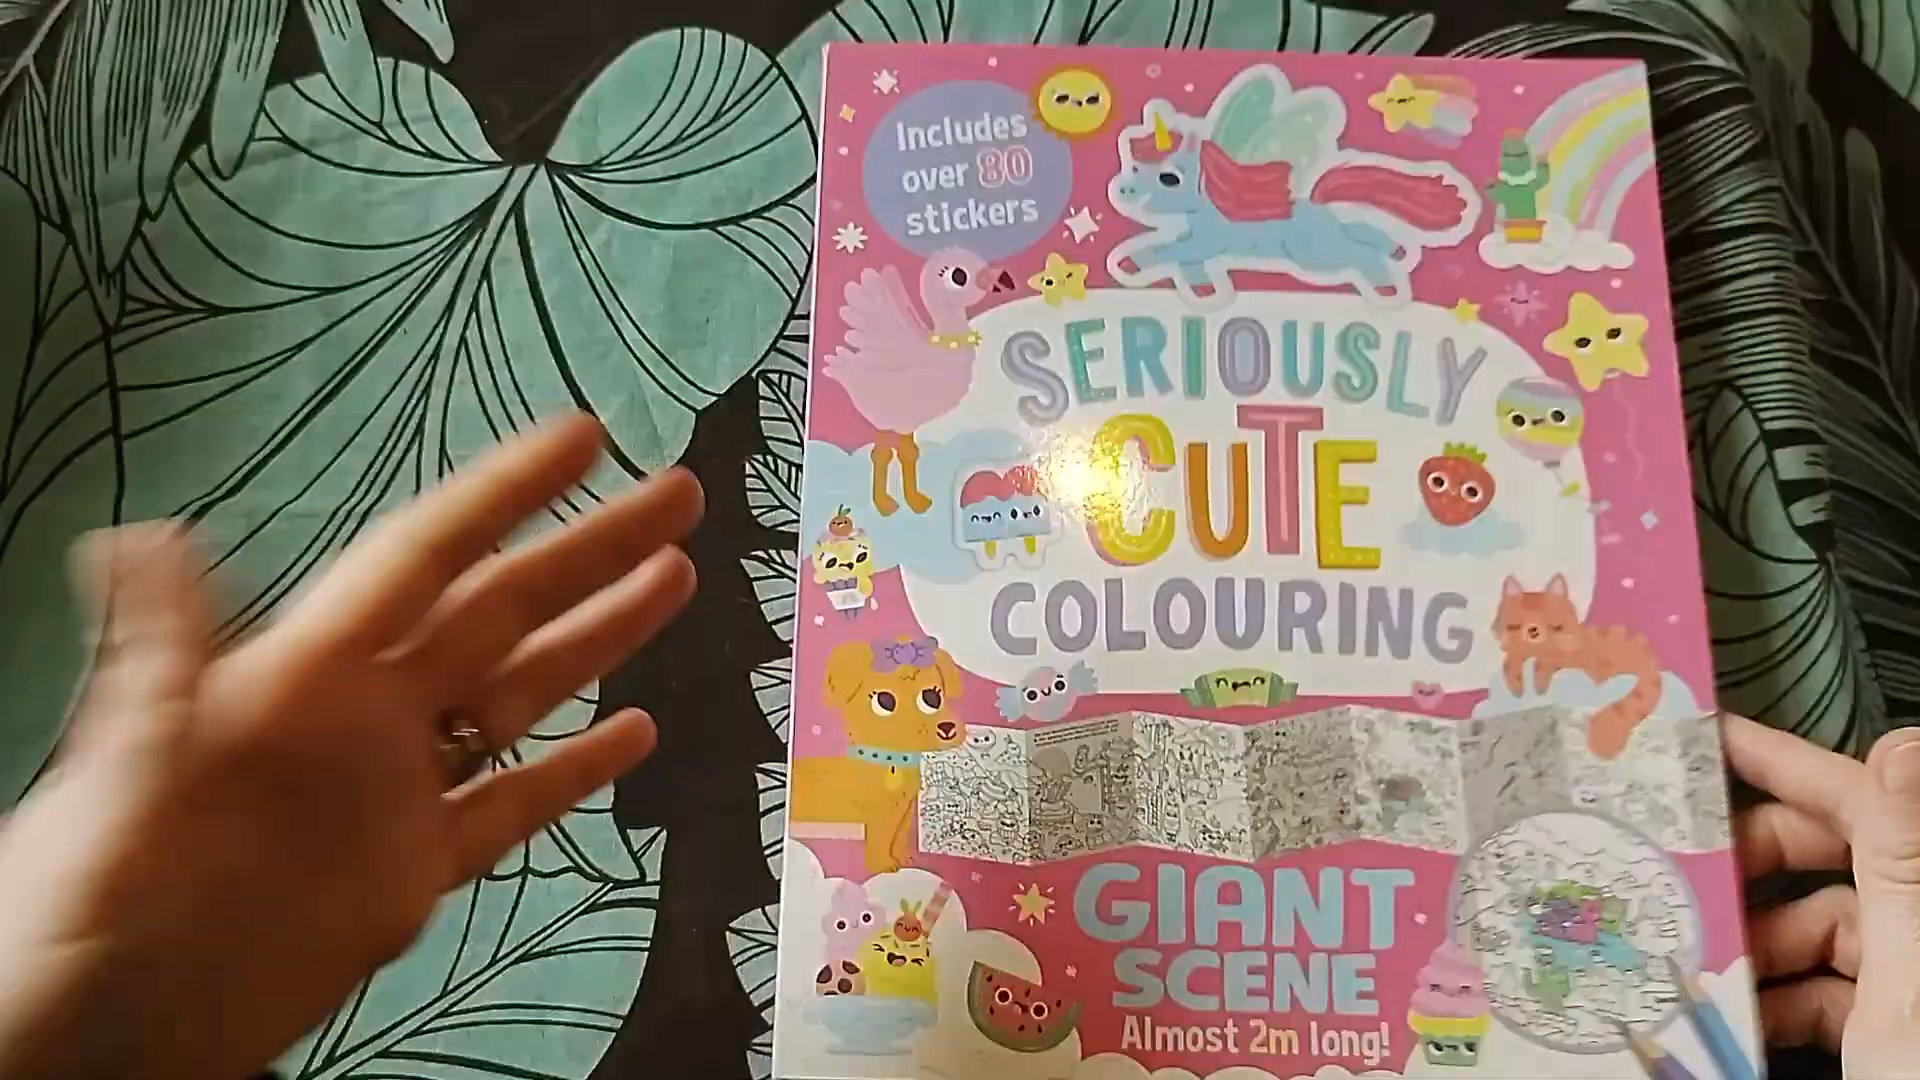 Includes
over 80
stickers
SERIOUSLY
CUTE
COLOURING
GIANT
SCENE
Almost 2m long!